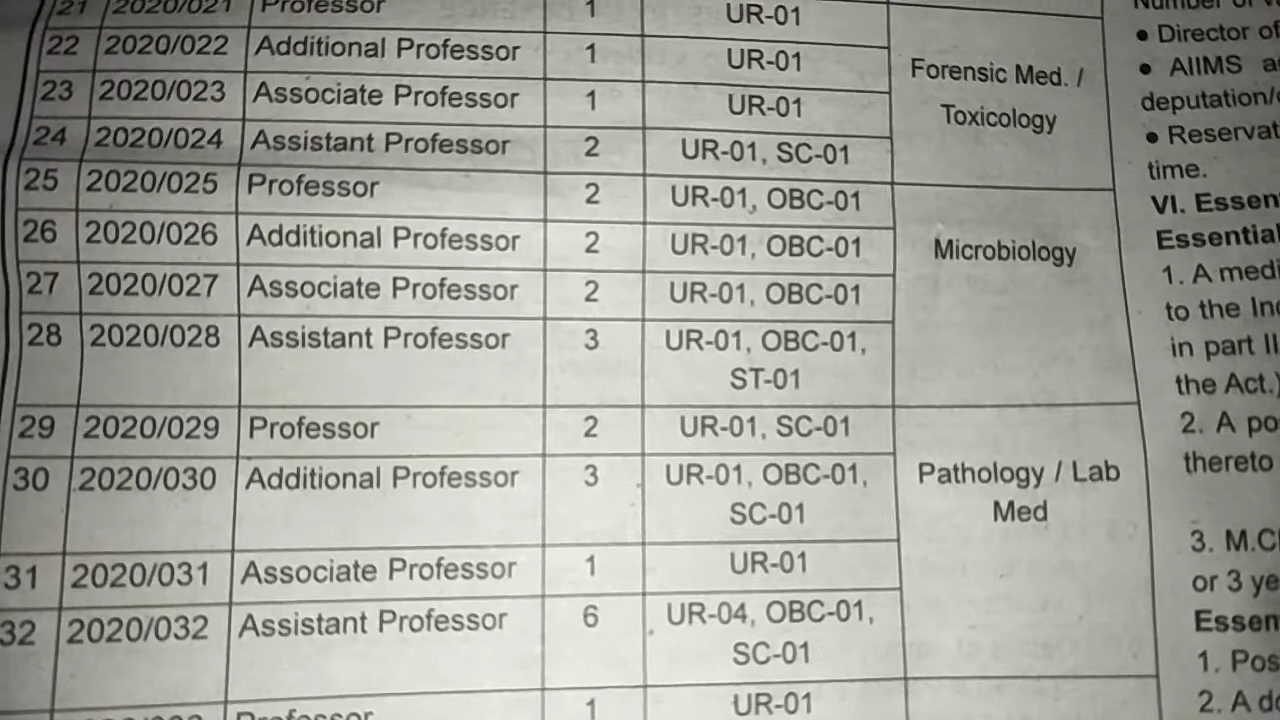 21 2020/021 Professor 1 UR-01
22 2020/022 Additional Professor 1 UR-01
23 2020/023 Associate Professor 1 UR-01
24 2020/024 Assistant Professor 2 UR-01, SC-01
Forensic Med. /
Toxicology
25 2020/025 Professor 2 UR-01, OBC-01
26 2020/026 Additional Professor 2 UR-01, OBC-01
27 2020/027 Associate Professor 2 UR-01, OBC-01
28 2020/028 Assistant Professor 3 UR-01, OBC-01,
ST-01
Microbiology
29 2020/029 Professor 2 UR-01, SC-01
30 2020/030 Additional Professor 3 UR-01, OBC-01,
SC-01
31 2020/031 Associate Professor 1 UR-01
32 2020/032 Assistant Professor 6 UR-04, OBC-01,
SC-01
Pathology / Lab
Med
Professor 1 UR-01
Number of
• Director of
• AIIMS
deputation/
• Reservat
time.
VI. Essen
Essential
1. A medi
to the In
in part II
the Act.)
2. A po
thereto
3. M.C
or 3 ye
Essen
1. Pos
2. A d